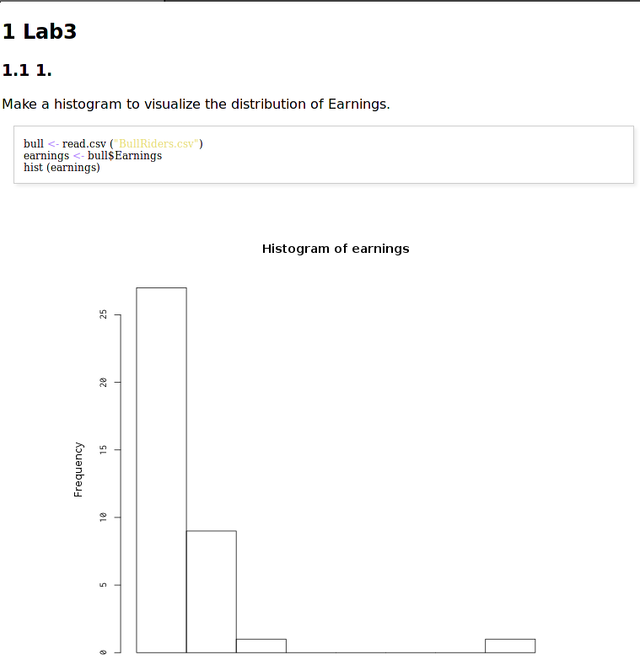 1 Lab3
1.1 1.
Make a histogram to visualize the distribution of Earnings.
bull <- read.csv ("BullRiders.csv")
earnings <- bull$Earnings
hist (earnings)
Histogram of earnings
25
20
15
10
5
0
Frequency